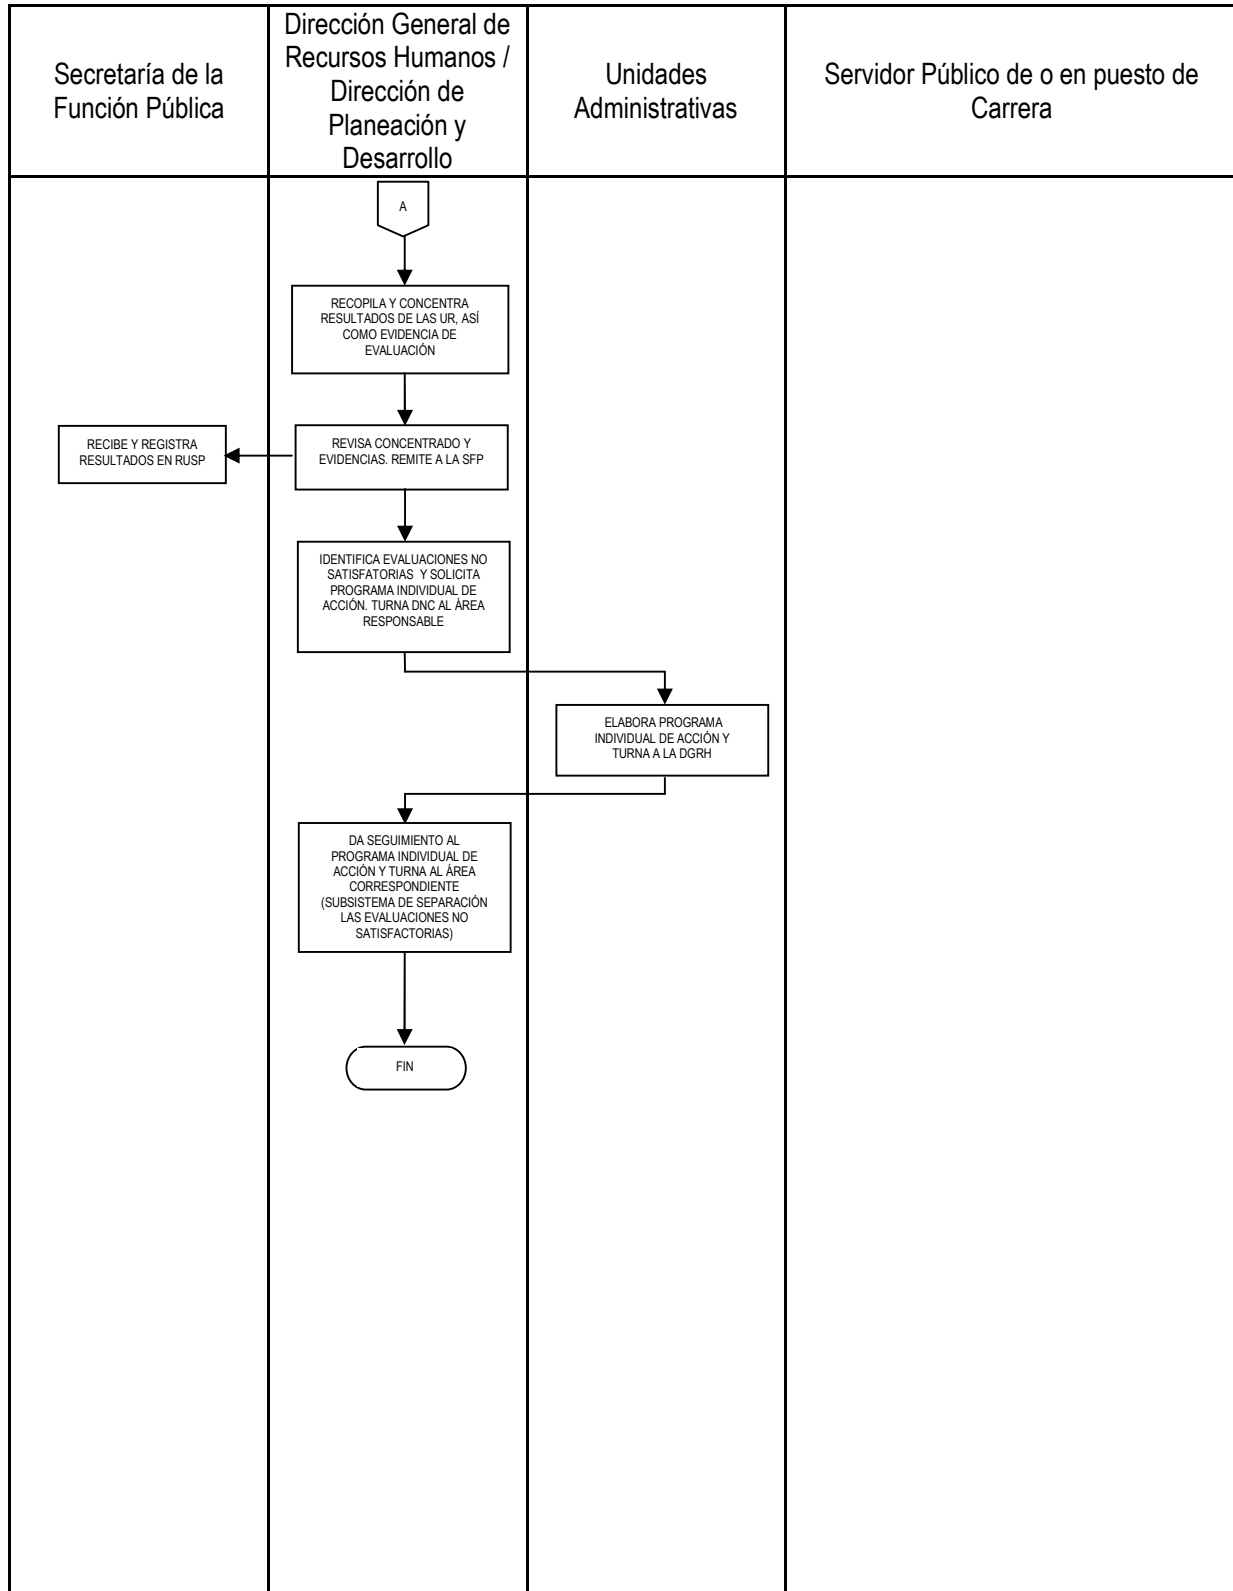 Secretaría de la
Función Pública
Dirección General de
Recursos Humanos /
Dirección de
Planeación y
Desarrollo
Unidades
Administrativas
Servidor Público de o en puesto de
Carrera
A
RECOPILA Y CONCENTRA
RESULTADOS DE LAS UR, ASÍ
COMO EVIDENCIA DE
EVALUACIÓN
RECIBE Y REGISTRA
RESULTADOS EN RUSP
REVISA CONCENTRADO Y
EVIDENCIAS. REMITE A LA SFP
IDENTIFICA EVALUACIONES NO
SATISFATORIAS Y SOLICITA
PROGRAMA INDIVIDUAL DE
ACCIÓN. TURNA DNC AL ÁREA
RESPONSABLE
ELABORA PROGRAMA
INDIVIDUAL DE ACCIÓN Y
TURNA A LA DGRH
DA SEGUIMIENTO AL
PROGRAMA INDIVIDUAL DE
ACCIÓN Y TURNA AL ÁREA
CORRESPONDIENTE
(SUBSISTEMA DE SEPARACIÓN
LAS EVALUACIONES NO
SATISFACTORIAS)
FIN